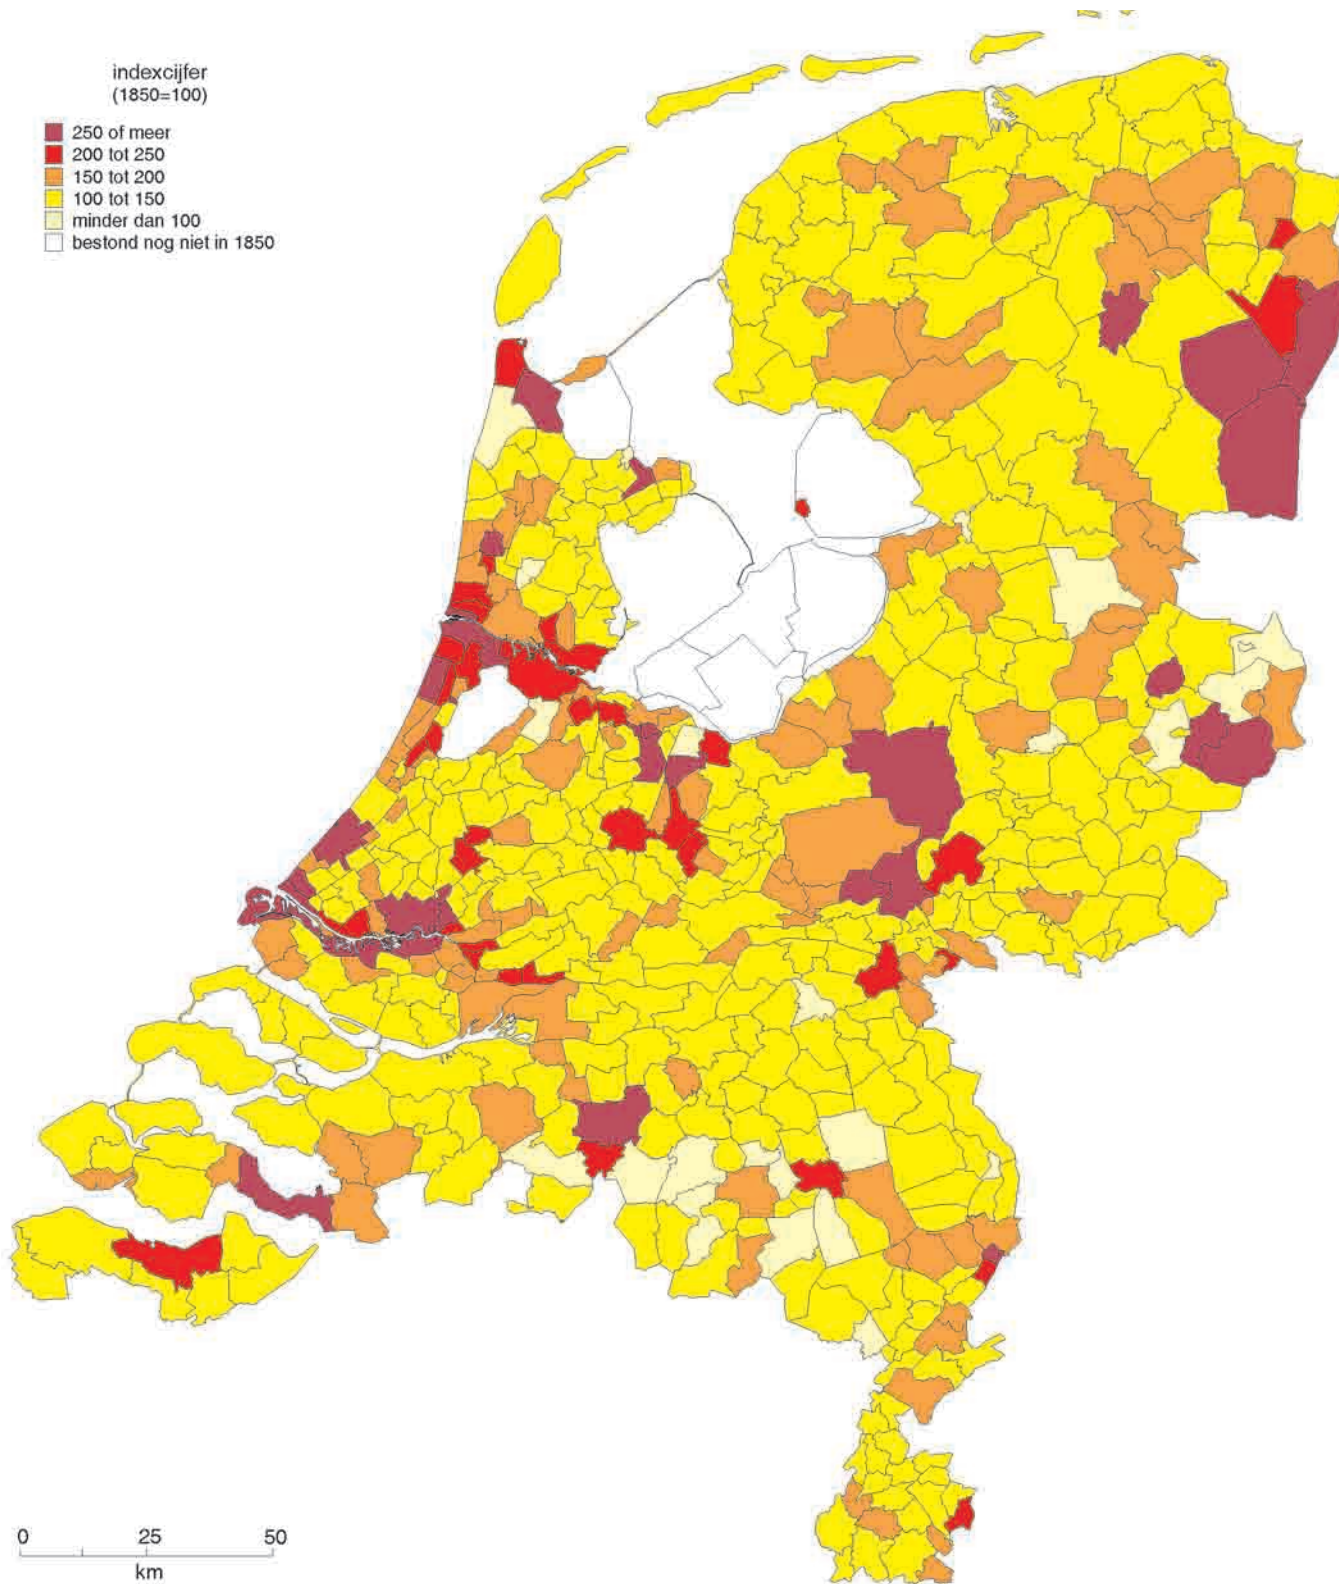 indexcijfer
(1850=100)
250 of meer
200 tot 250
150 tot 200
100 tot 150
minder dan 100
bestond nog niet in 1850
0 25 50
km